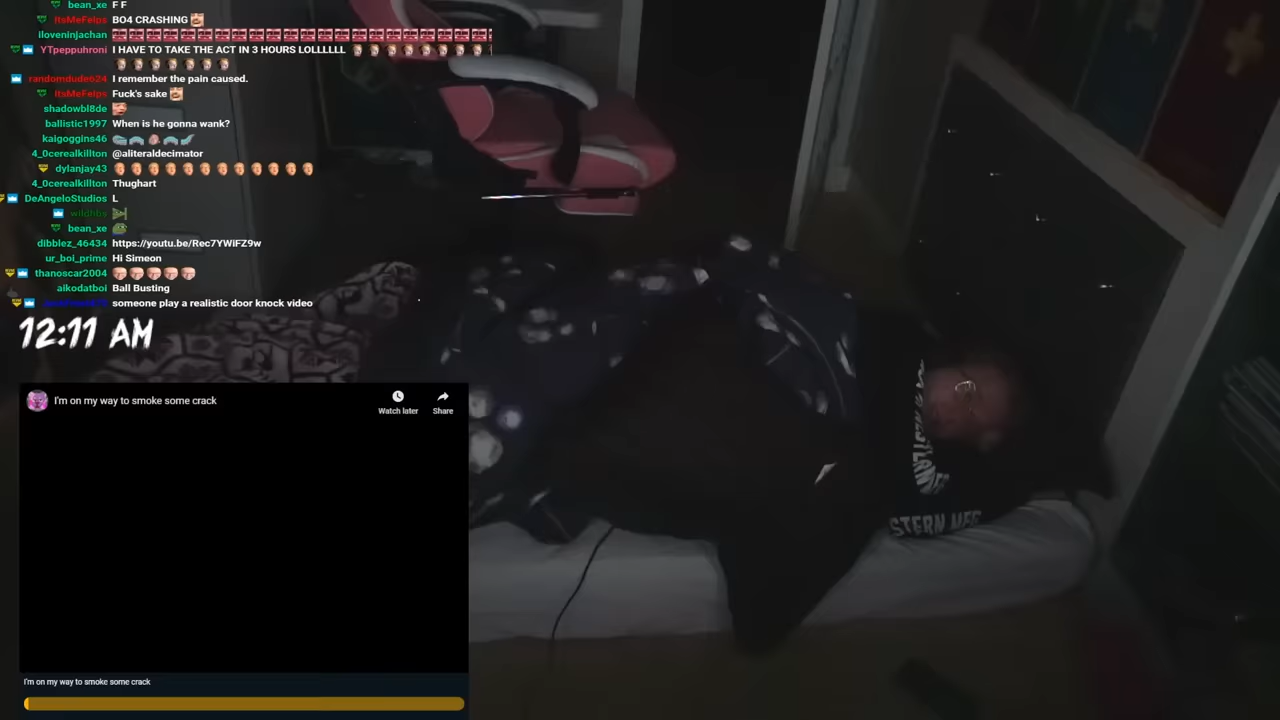 bean_xe F F
ItsMeFelps BO4 CRASHING
iloveninjachan
YTpeppuhroni I HAVE TO TAKE THE ACT IN 3 HOURS LOLLLLLL
randomdude624 I remember the pain caused.
ItsMeFelps Fuck's sake
shadowbl8de
ballistic1997 When is he gonna wank?
kaigoggins46
4_0cerealkillton @aliteraldecimator
dylanjay43
4_0cerealkillton Thughart
DeAngeloStudios L
bean_xe
dibblez_46434 https://youtu.be/Rec7YWiFZ9w
ur_boi_prime Hi Simeon
thanoscar2004
aikodatboi Ball Busting
someone play a realistic door knock video
12:11 AM
I'm on my way to smoke some crack
Watch later
Share
STERN
I'm on my way to smoke some crack